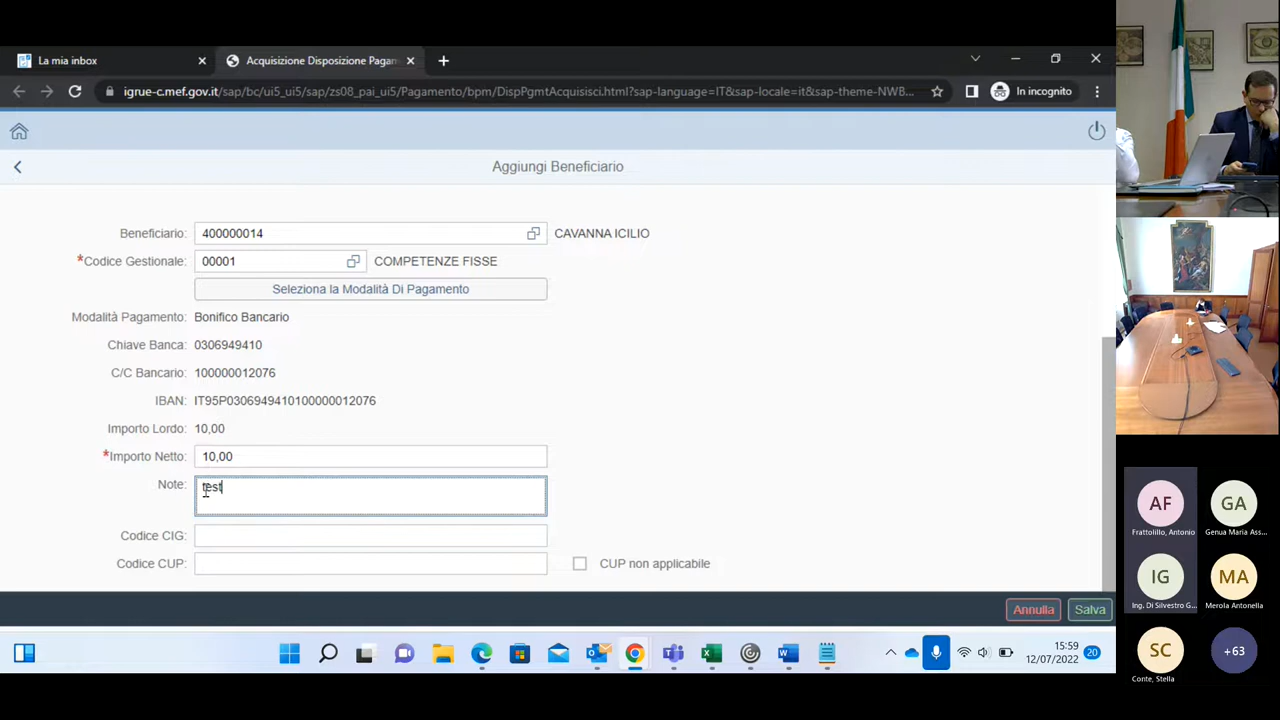 La mia inbox
Acquisizione Disposizione Pagan
igrue-c.mef.gov.it/sap/bc/ui5_ui5/sap/zs08_pai_ui5/Pagamento/bpm/DispPgmtAcquisisci.html?sap-language=IT&sap-locale=it&sap-theme-NWB...
In incognito
Aggiungi Beneficiario
Beneficiario: 400000014 CAVANNA ICILIO
*Codice Gestionale: 00001 COMPETENZE FISSE
Seleziona la Modalità Di Pagamento
Modalità Pagamento: Bonifico Bancario
Chiave Banca: 0306949410
C/C Bancario: 100000012076
IBAN: IT95P0306949410100000012076
Importo Lordo: 10,00
*Importo Netto: 10,00
Note: test
Codice CIG:
Codice CUP: CUP non applicabile
Annulla Salva
15:59
12/07/2022
20
AF
Frattolillo, Antonio
GA
Genua Maria Ass...
IG
Ing. Di Silvestro G...
MA
Merola Antonella
SC
Conte, Stella
+63